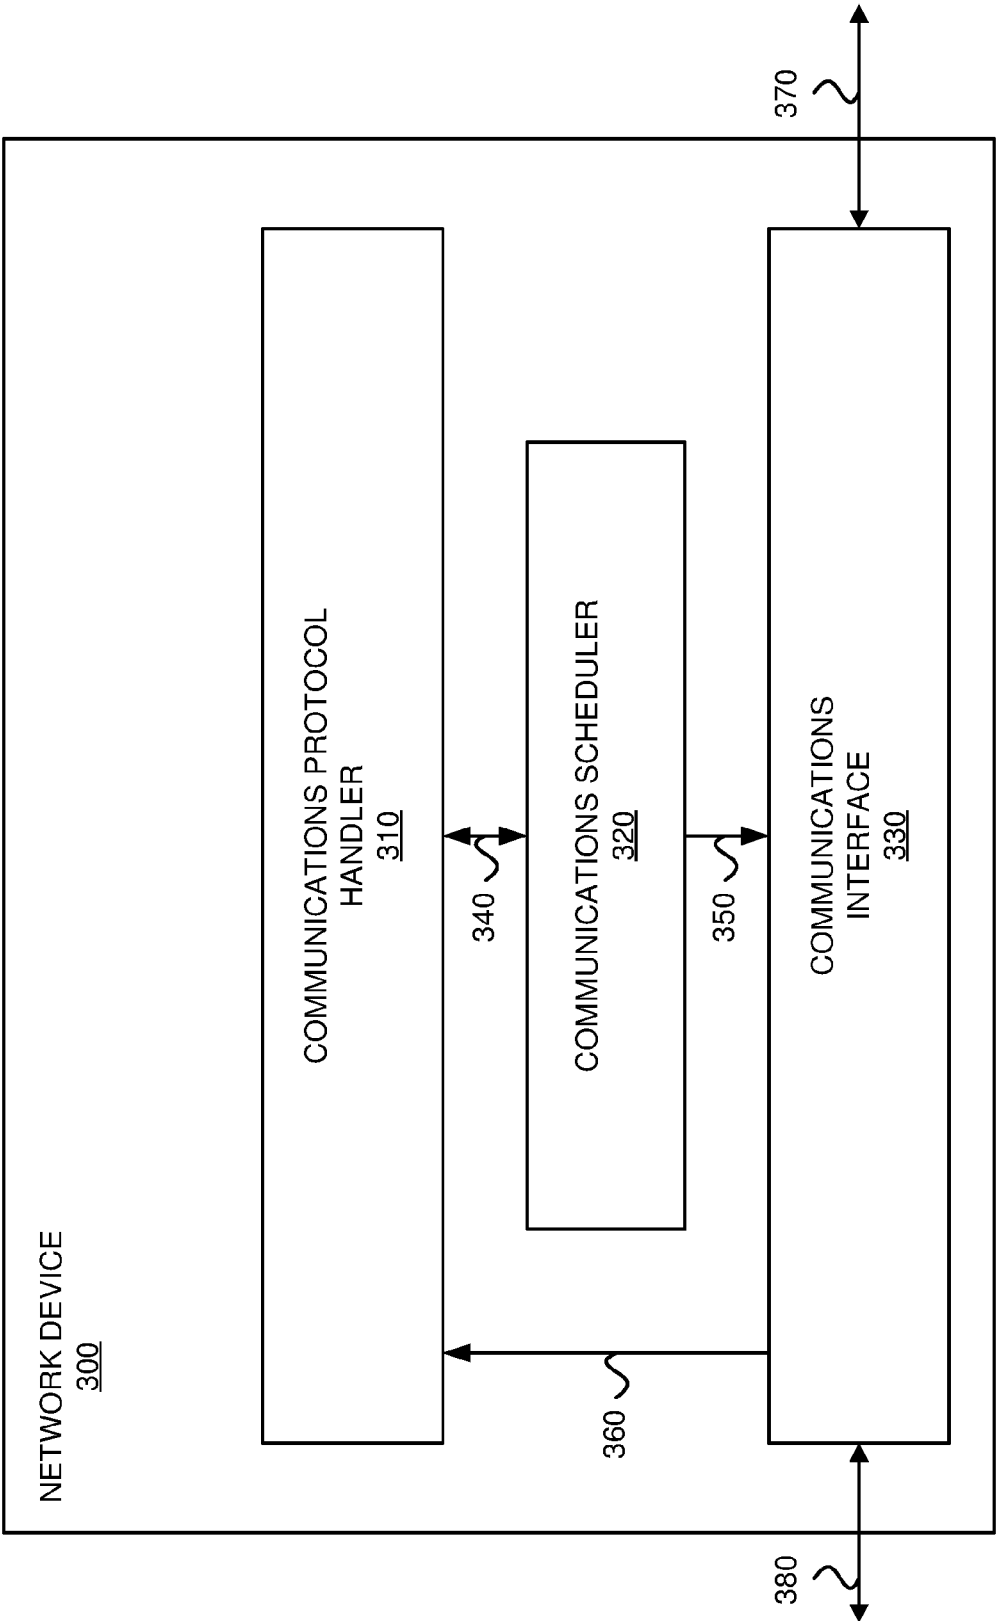 NETWORK DEVICE
300
COMMUNICATIONS PROTOCOL
HANDLER
310
340
COMMUNICATIONS SCHEDULER
320
360
350
COMMUNICATIONS
INTERFACE
330
380
370